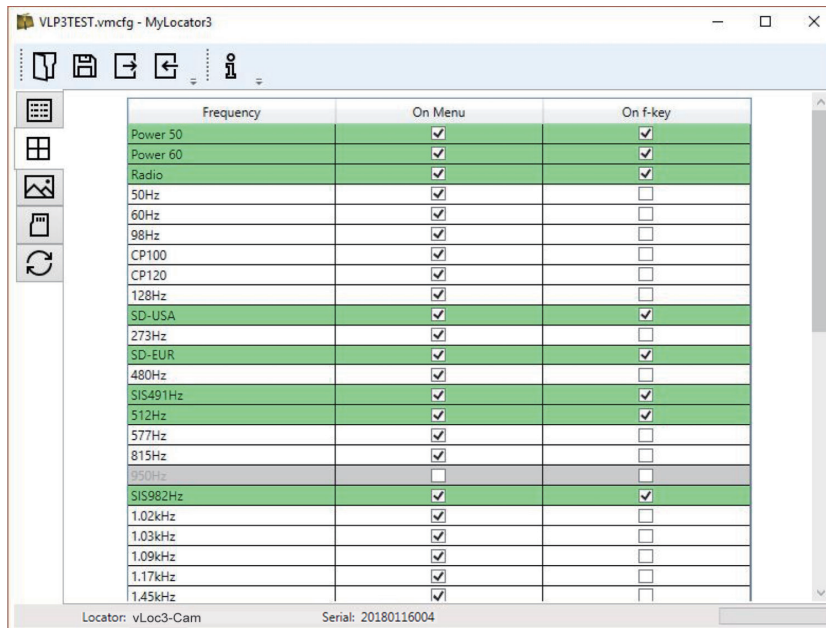 VLP3TEST.vmcfg - MyLocator3
Frequency On Menu On f-key
Power 50
Power 60
Radio
50Hz
60Hz
98Hz
CP100
CP120
128Hz
SD-USA
273Hz
SD-EUR
480Hz
SIS491Hz
512Hz
577Hz
815Hz
950Hz
SIS982Hz
1.02kHz
1.03kHz
1.09kHz
1.17kHz
1.45kHz
Locator: vLoc3-Cam Serial: 20180116004